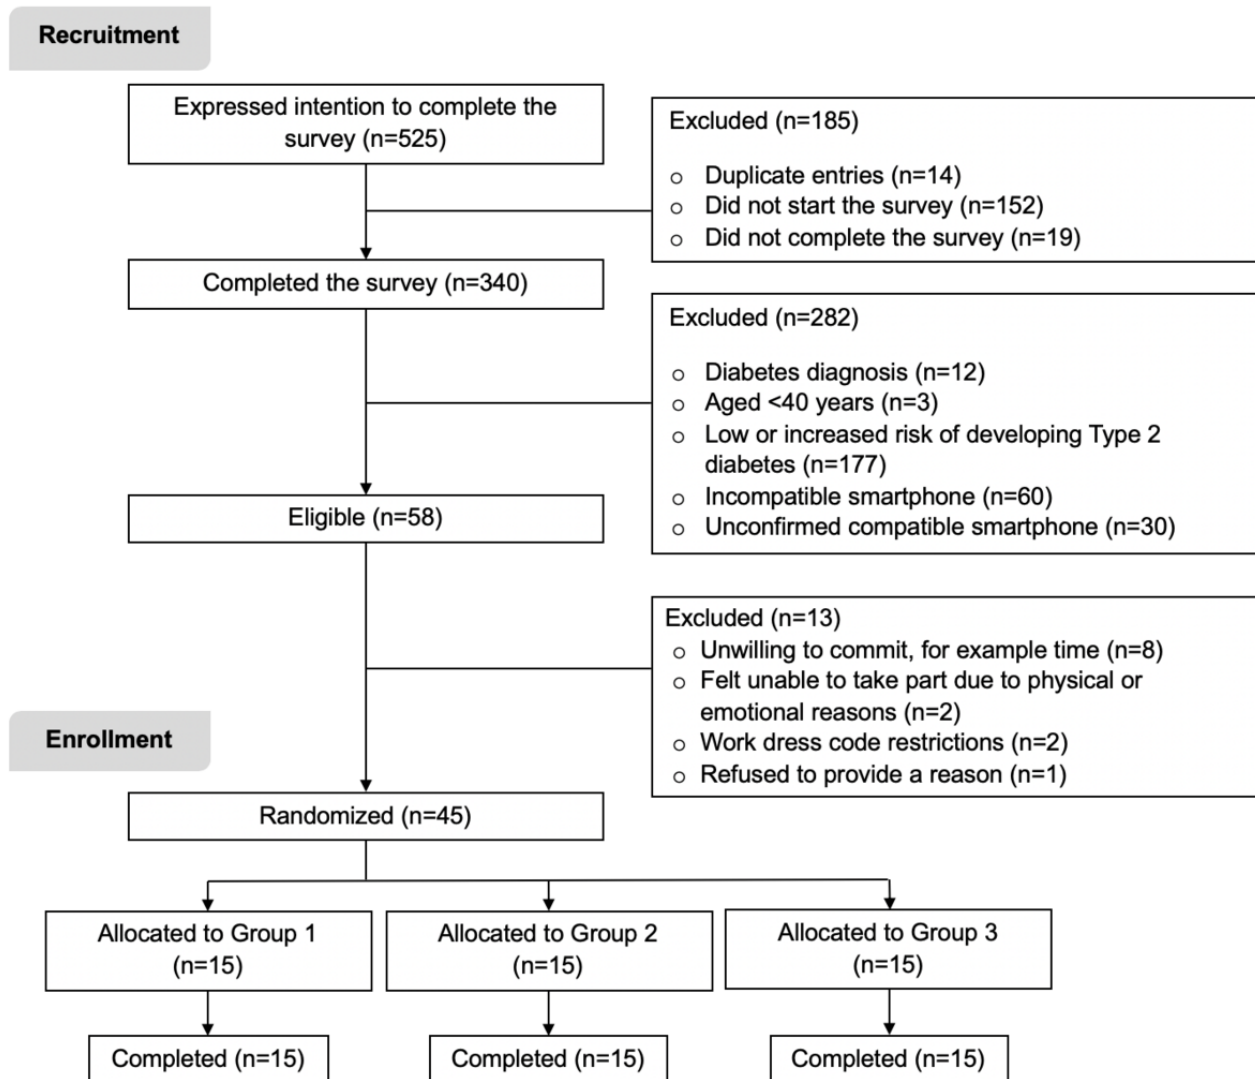 Recruitment
Expressed intention to complete the
survey (n=525)
Excluded (n=185)
o Duplicate entries (n=14)
o Did not start the survey (n=152)
o Did not complete the survey (n=19)
Completed the survey (n=340)
Excluded (n=282)
o Diabetes diagnosis (n=12)
o Aged <40 years (n=3)
o Low or increased risk of developing Type 2
diabetes (n=177)
o Incompatible smartphone (n=60)
o Unconfirmed compatible smartphone (n=30)
Eligible (n=58)
Excluded (n=13)
o Unwilling to commit, for example time (n=8)
o Felt unable to take part due to physical or
emotional reasons (n=2)
o Work dress code restrictions (n=2)
o Refused to provide a reason (n=1)
Enrollment
Randomized (n=45)
Allocated to Group 1
(n=15)
Allocated to Group 2
(n=15)
Allocated to Group 3
(n=15)
Completed (n=15)
Completed (n=15)
Completed (n=15)